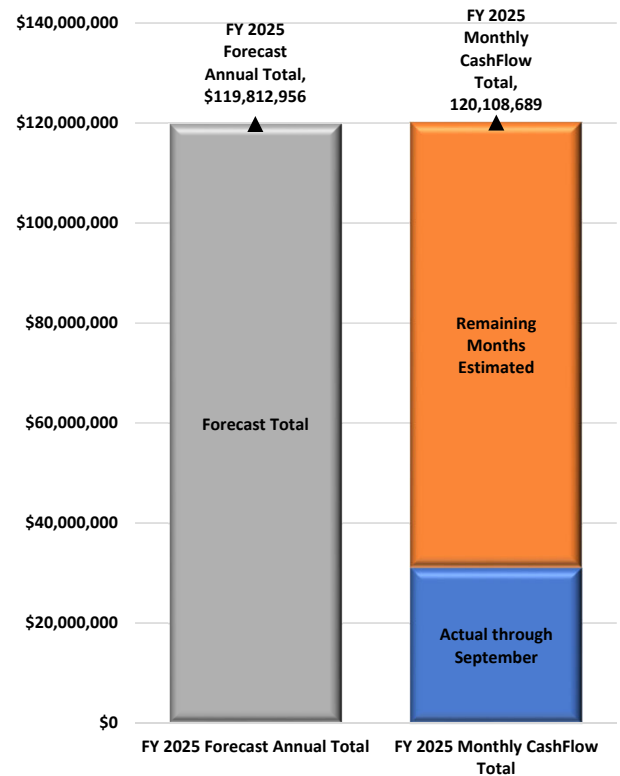 $140,000,000
$120,000,000
$100,000,000
$80,000,000
$60,000,000
$40,000,000
$20,000,000
$0
FY 2025
Forecast
Annual Total,
$119,812,956
FY 2025
Monthly
CashFlow
Total,
120,108,689
Forecast Total
Remaining
Months
Estimated
Actual through
September
FY 2025 Forecast Annual Total
FY 2025 Monthly CashFlow
Total